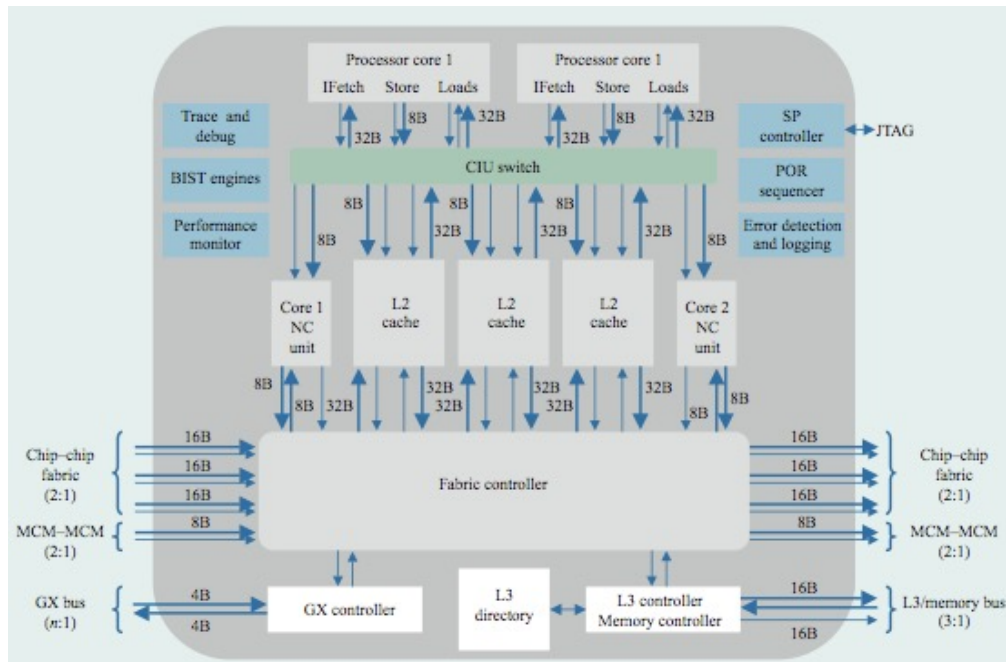 Processor core 1
IFetch Store Loads
Processor core 1
IFetch Store Loads
8B
32B
32B
8B
32B
32B
Trace and
debug
BIST engines
Performance
monitor
SP
controller
JTAG
POR
sequencer
Error detection
and logging
CIU switch
8B
8B
32B
8B
32B
8B
32B
8B
Core 1
NC
unit
L2
cache
L2
cache
L2
cache
Core 2
NC
unit
8B
8B
32B
32B
32B
32B
32B
32B
8B
8B
Chip–chip
fabric
(2:1)
16B
16B
16B
MCM–MCM
(2:1)
8B
Fabric controller
16B
16B
16B
Chip–chip
fabric
(2:1)
8B
MCM–MCM
(2:1)
GX bus
(n:1)
4B
4B
GX controller
L3
directory
L3 controller
Memory controller
16B
16B
L3/memory bus
(3:1)